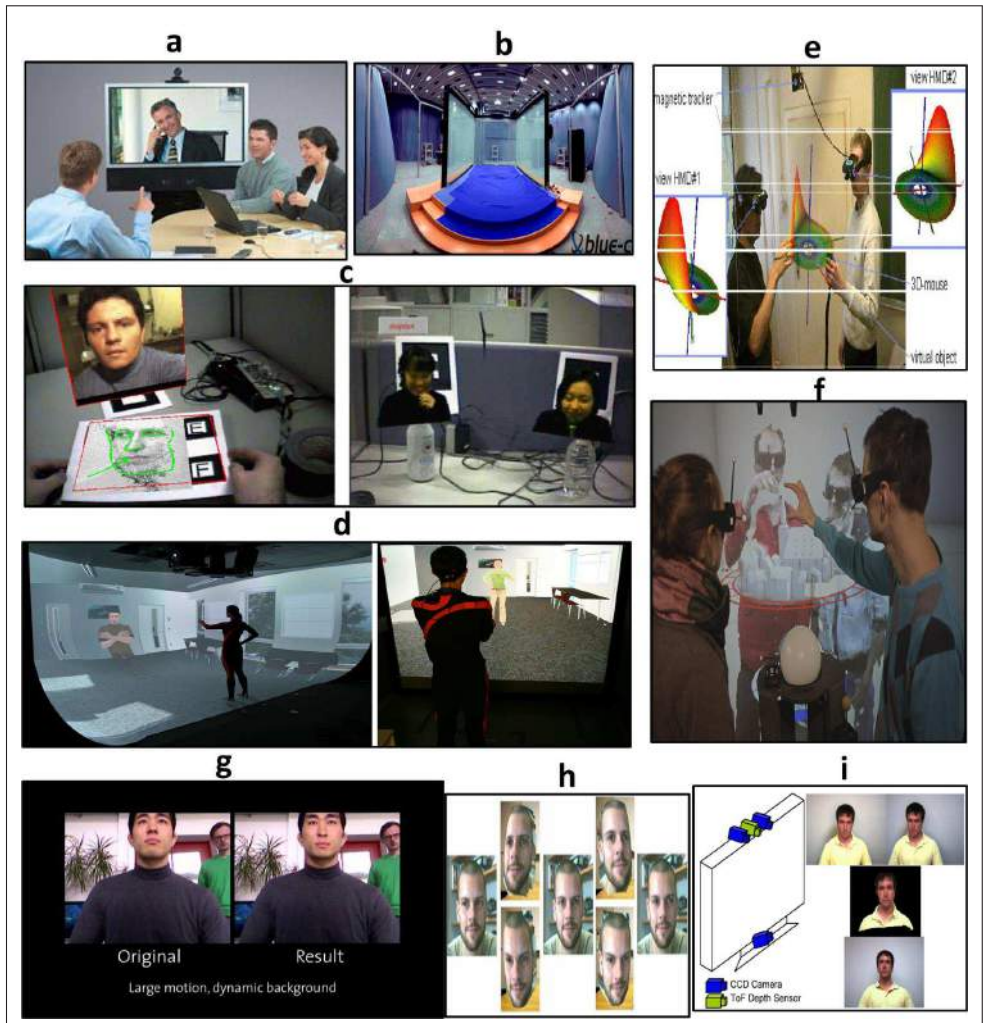 a
b
blue-c
c
E
F
d
e
view HMD#2
magnetic tracker
view HMD#1
3D-mouse
virtual object
f
g
Original
Result
Large motion, dynamic background
h
i
CCD Camera
ToF Depth Sensor